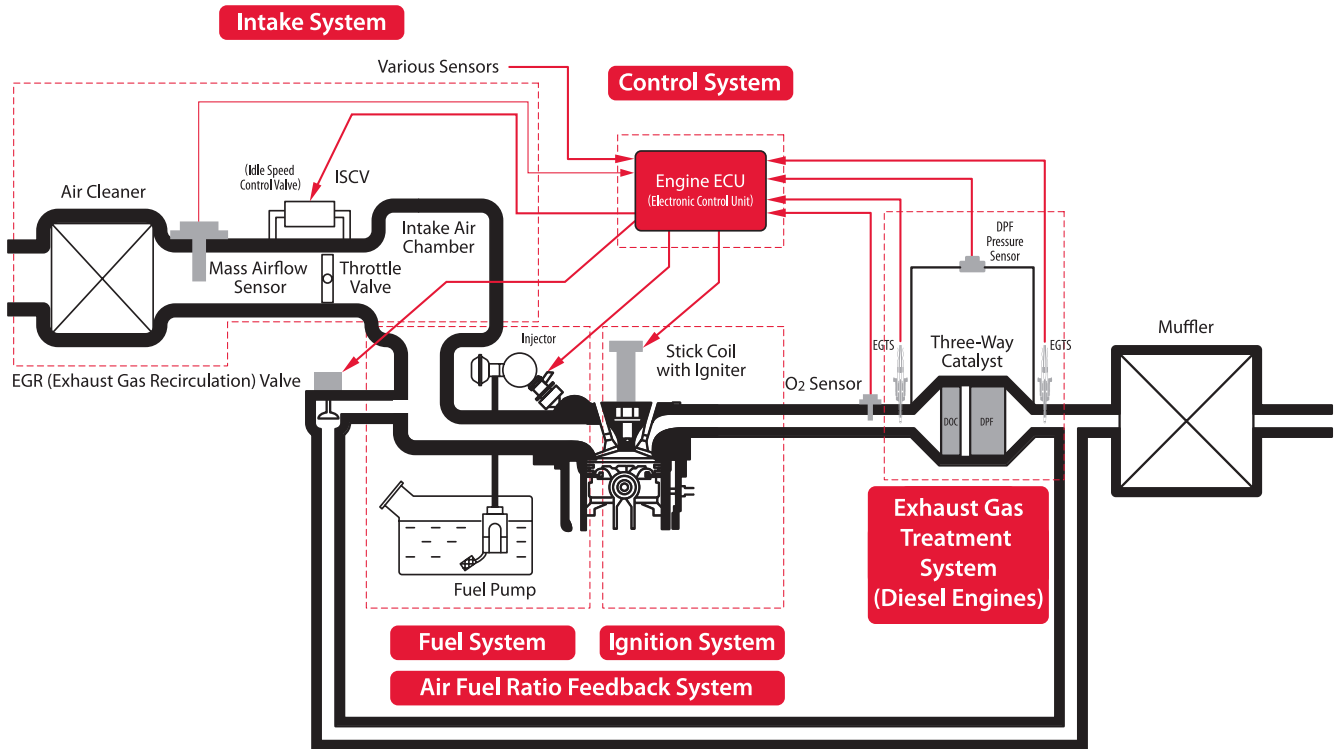 Intake System
Various Sensors
Control System
(Idle Speed
Control Valve)
ISCV
Air Cleaner
Engine ECU
(Electronic Control Unit)
Intake Air
Chamber
DPF
Pressure
Sensor
Mass Airflow
Sensor
Throttle
Valve
Injector
Muffler
EGTS
Three-Way
Catalyst
EGTS
Stick Coil
with Igniter
EGR (Exhaust Gas Recirculation) Valve
O2 Sensor
DOC
DPF
Exhaust Gas
Treatment
System
(Diesel Engines)
Fuel Pump
Fuel System
Ignition System
Air Fuel Ratio Feedback System